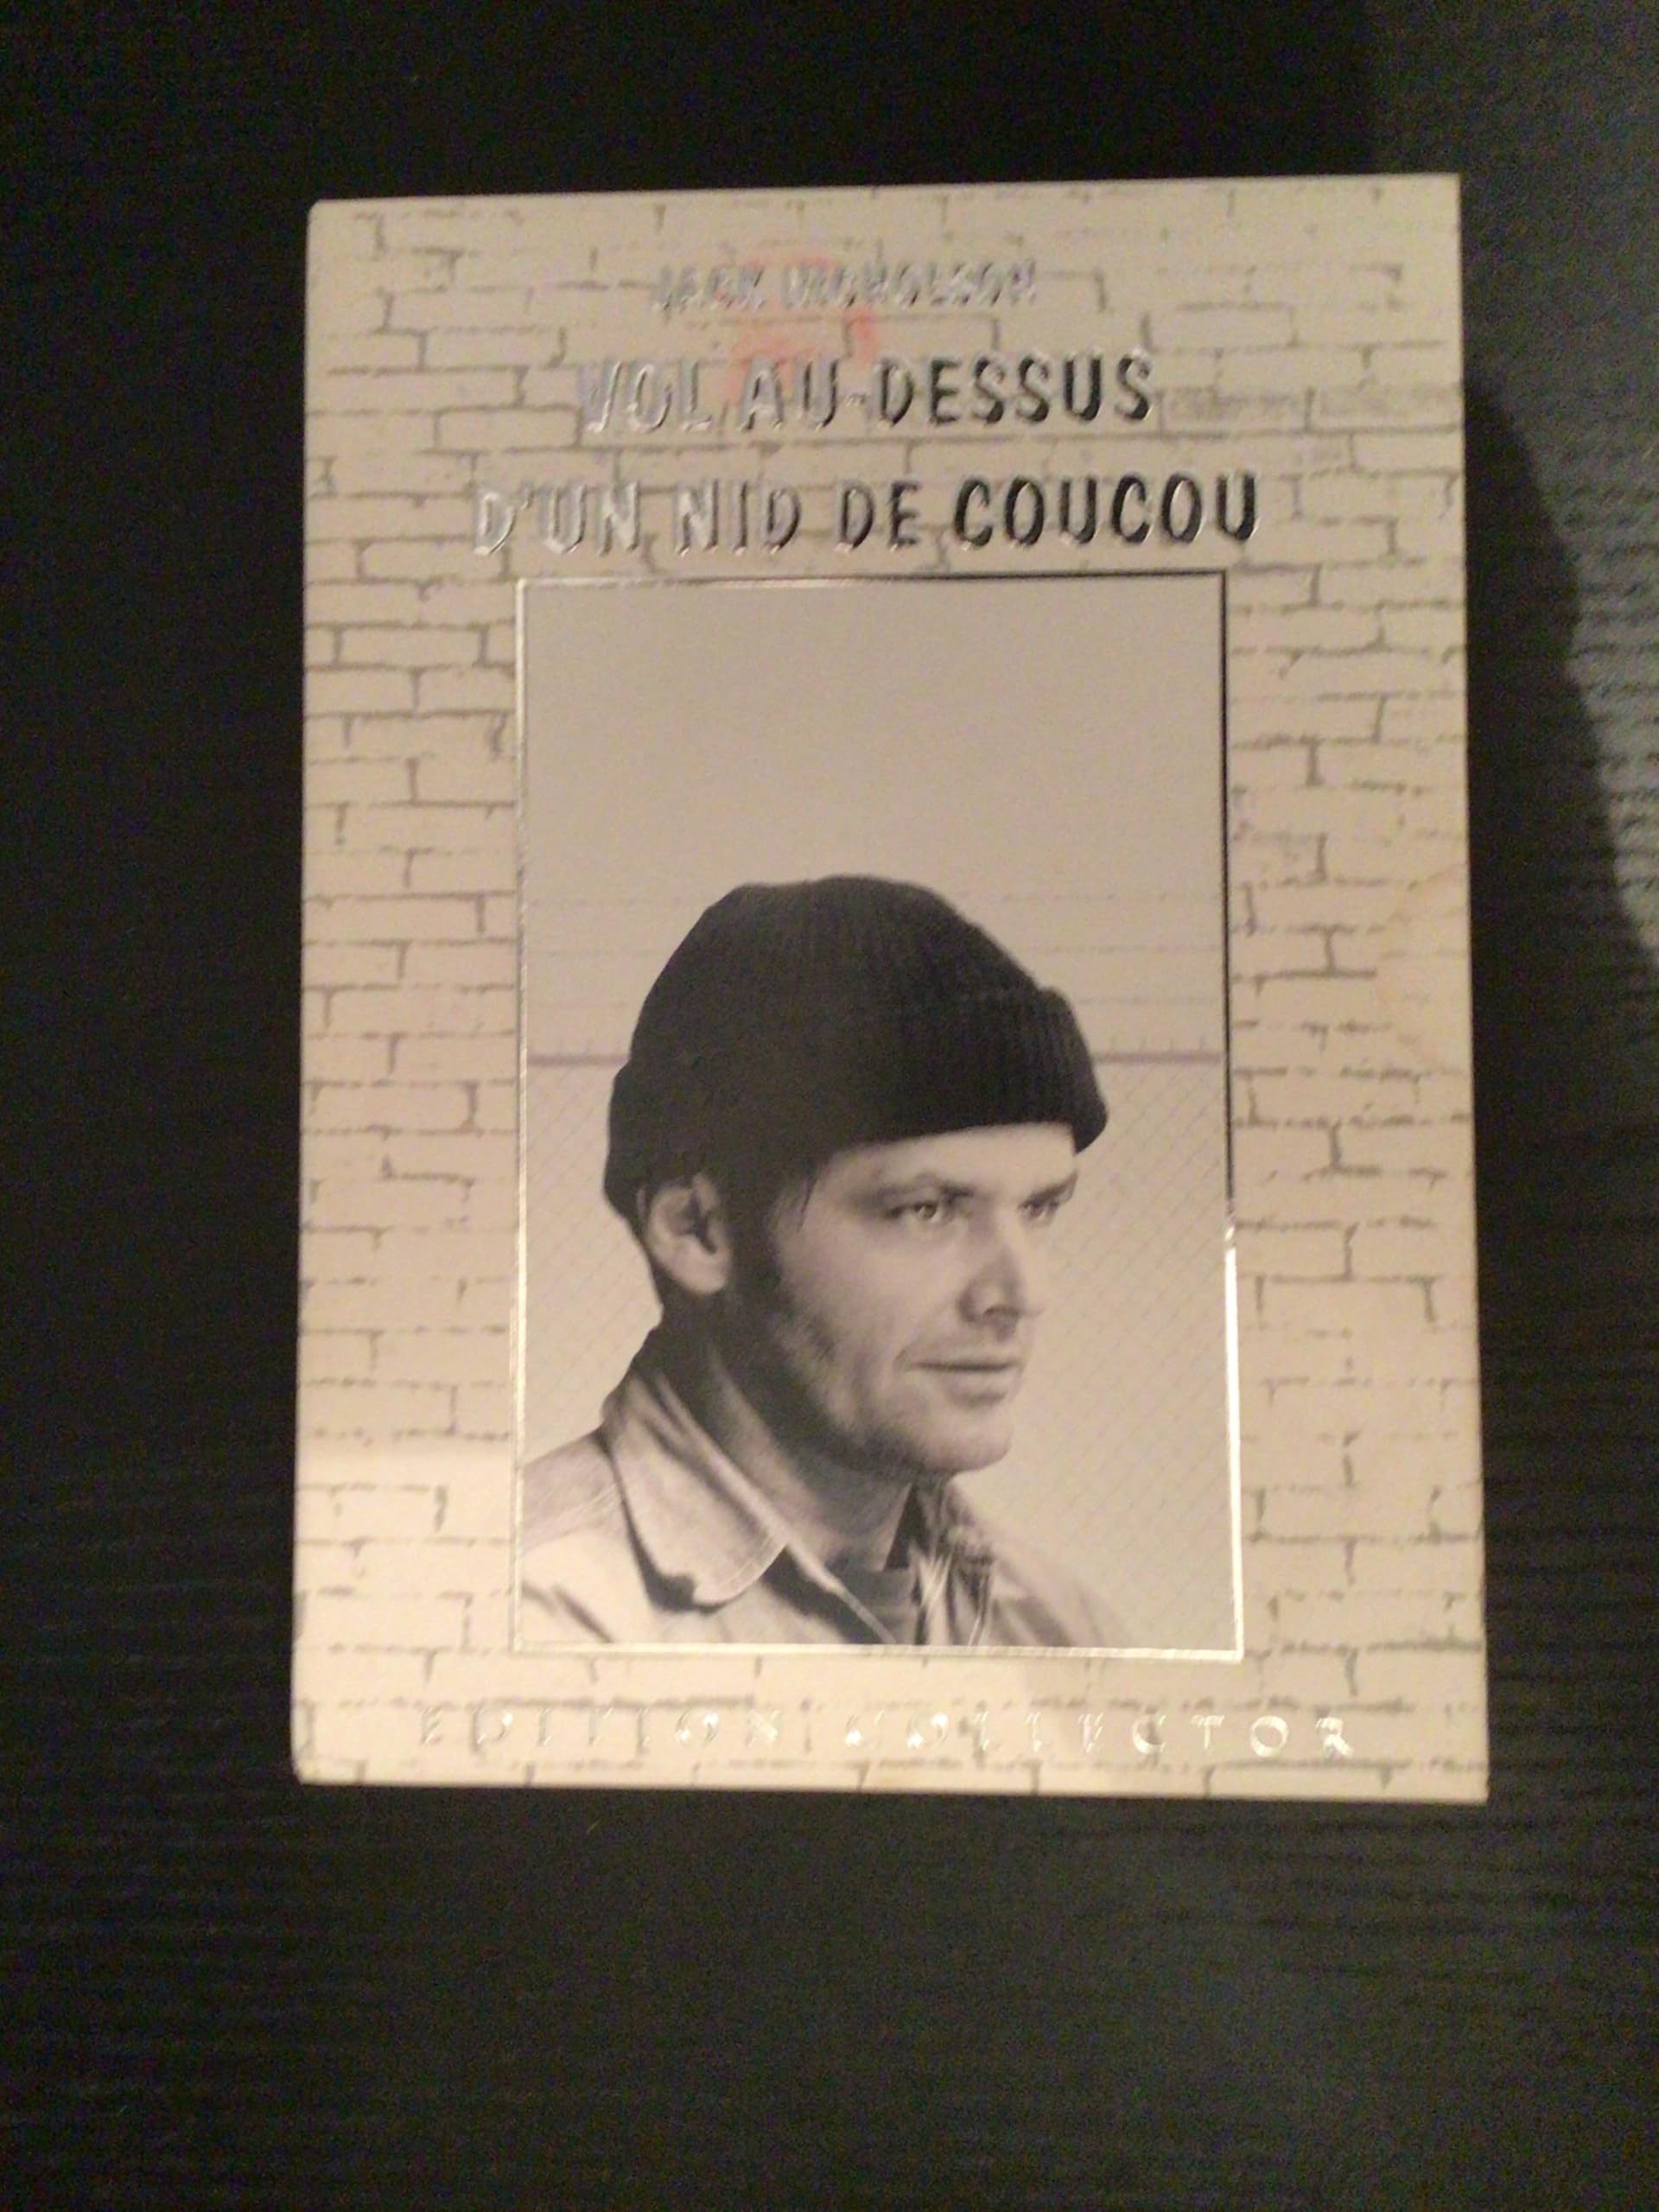 JACK NICHOLSON
VOL AU-DESSUS
D'UN NID DE COUCOU
EDITION COLLECTOR